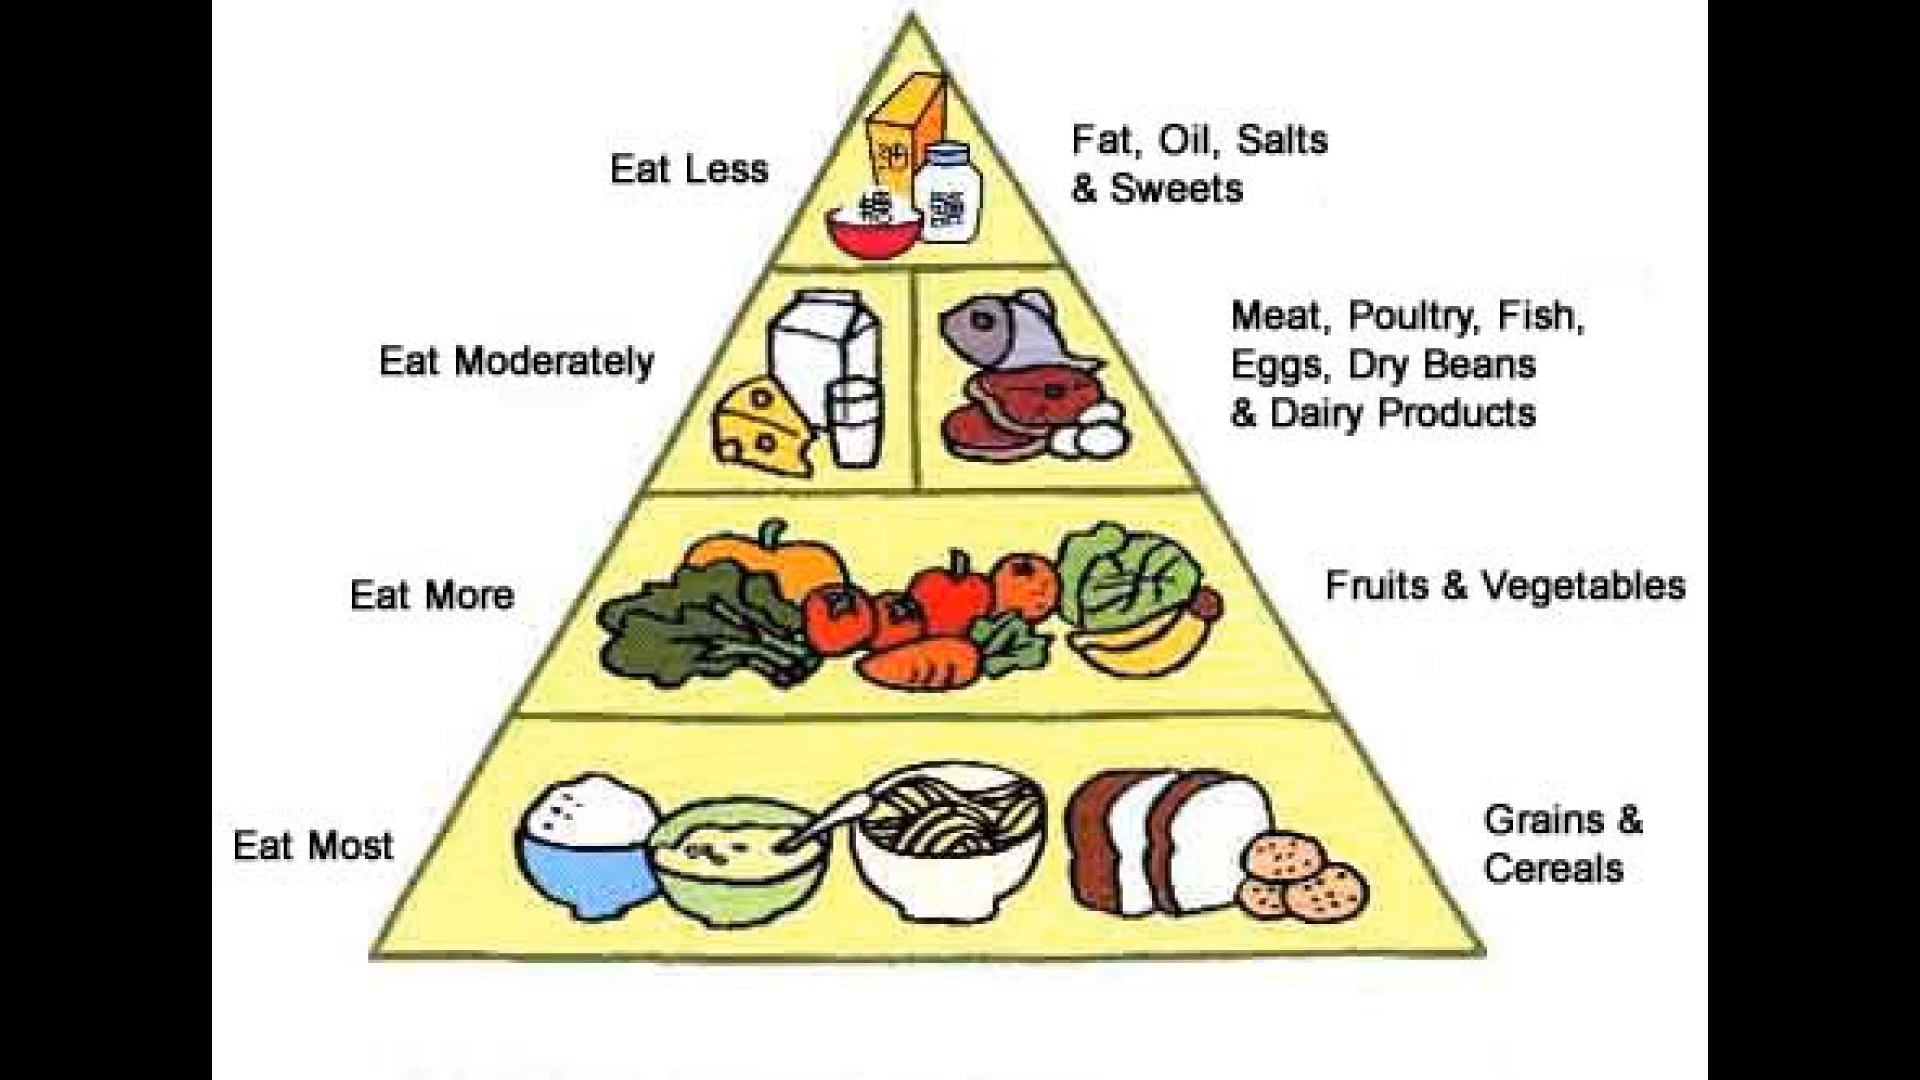 Eat Less
Fat, Oil, Salts
& Sweets
油
糖
鹽
Eat Moderately
Meat, Poultry, Fish,
Eggs, Dry Beans
& Dairy Products
Eat More
Fruits & Vegetables
Eat Most
Grains &
Cereals